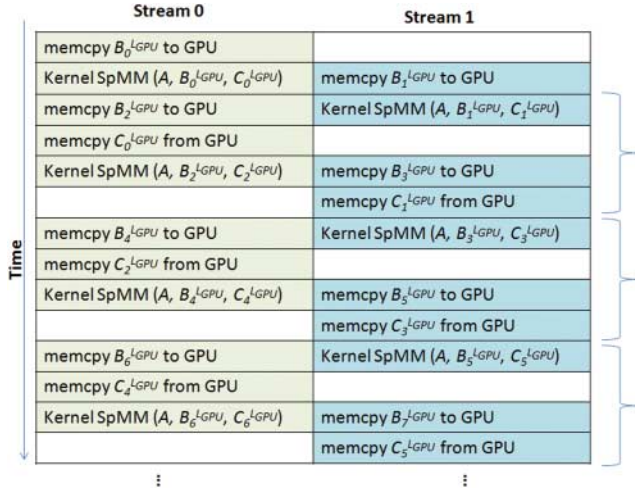 Stream 0 Stream 1
memcpy B₀ᴸᴳᴾᵁ to GPU
Kernel SpMM (A, B₀ᴸᴳᴾᵁ, C₀ᴸᴳᴾᵁ) memcpy B₁ᴸᴳᴾᵁ to GPU
memcpy B₂ᴸᴳᴾᵁ to GPU Kernel SpMM (A, B₁ᴸᴳᴾᵁ, C₁ᴸᴳᴾᵁ)
memcpy C₀ᴸᴳᴾᵁ from GPU
Kernel SpMM (A, B₂ᴸᴳᴾᵁ, C₂ᴸᴳᴾᵁ) memcpy B₃ᴸᴳᴾᵁ to GPU
memcpy C₁ᴸᴳᴾᵁ from GPU
memcpy B₄ᴸᴳᴾᵁ to GPU Kernel SpMM (A, B₃ᴸᴳᴾᵁ, C₃ᴸᴳᴾᵁ)
memcpy C₂ᴸᴳᴾᵁ from GPU
Kernel SpMM (A, B₄ᴸᴳᴾᵁ, C₄ᴸᴳᴾᵁ) memcpy B₅ᴸᴳᴾᵁ to GPU
memcpy C₃ᴸᴳᴾᵁ from GPU
memcpy B₆ᴸᴳᴾᵁ to GPU Kernel SpMM (A, B₅ᴸᴳᴾᵁ, C₅ᴸᴳᴾᵁ)
memcpy C₄ᴸᴳᴾᵁ from GPU
Kernel SpMM (A, B₆ᴸᴳᴾᵁ, C₆ᴸᴳᴾᵁ) memcpy B₇ᴸᴳᴾᵁ to GPU
memcpy C₅ᴸᴳᴾᵁ from GPU
⋮ ⋮
Time